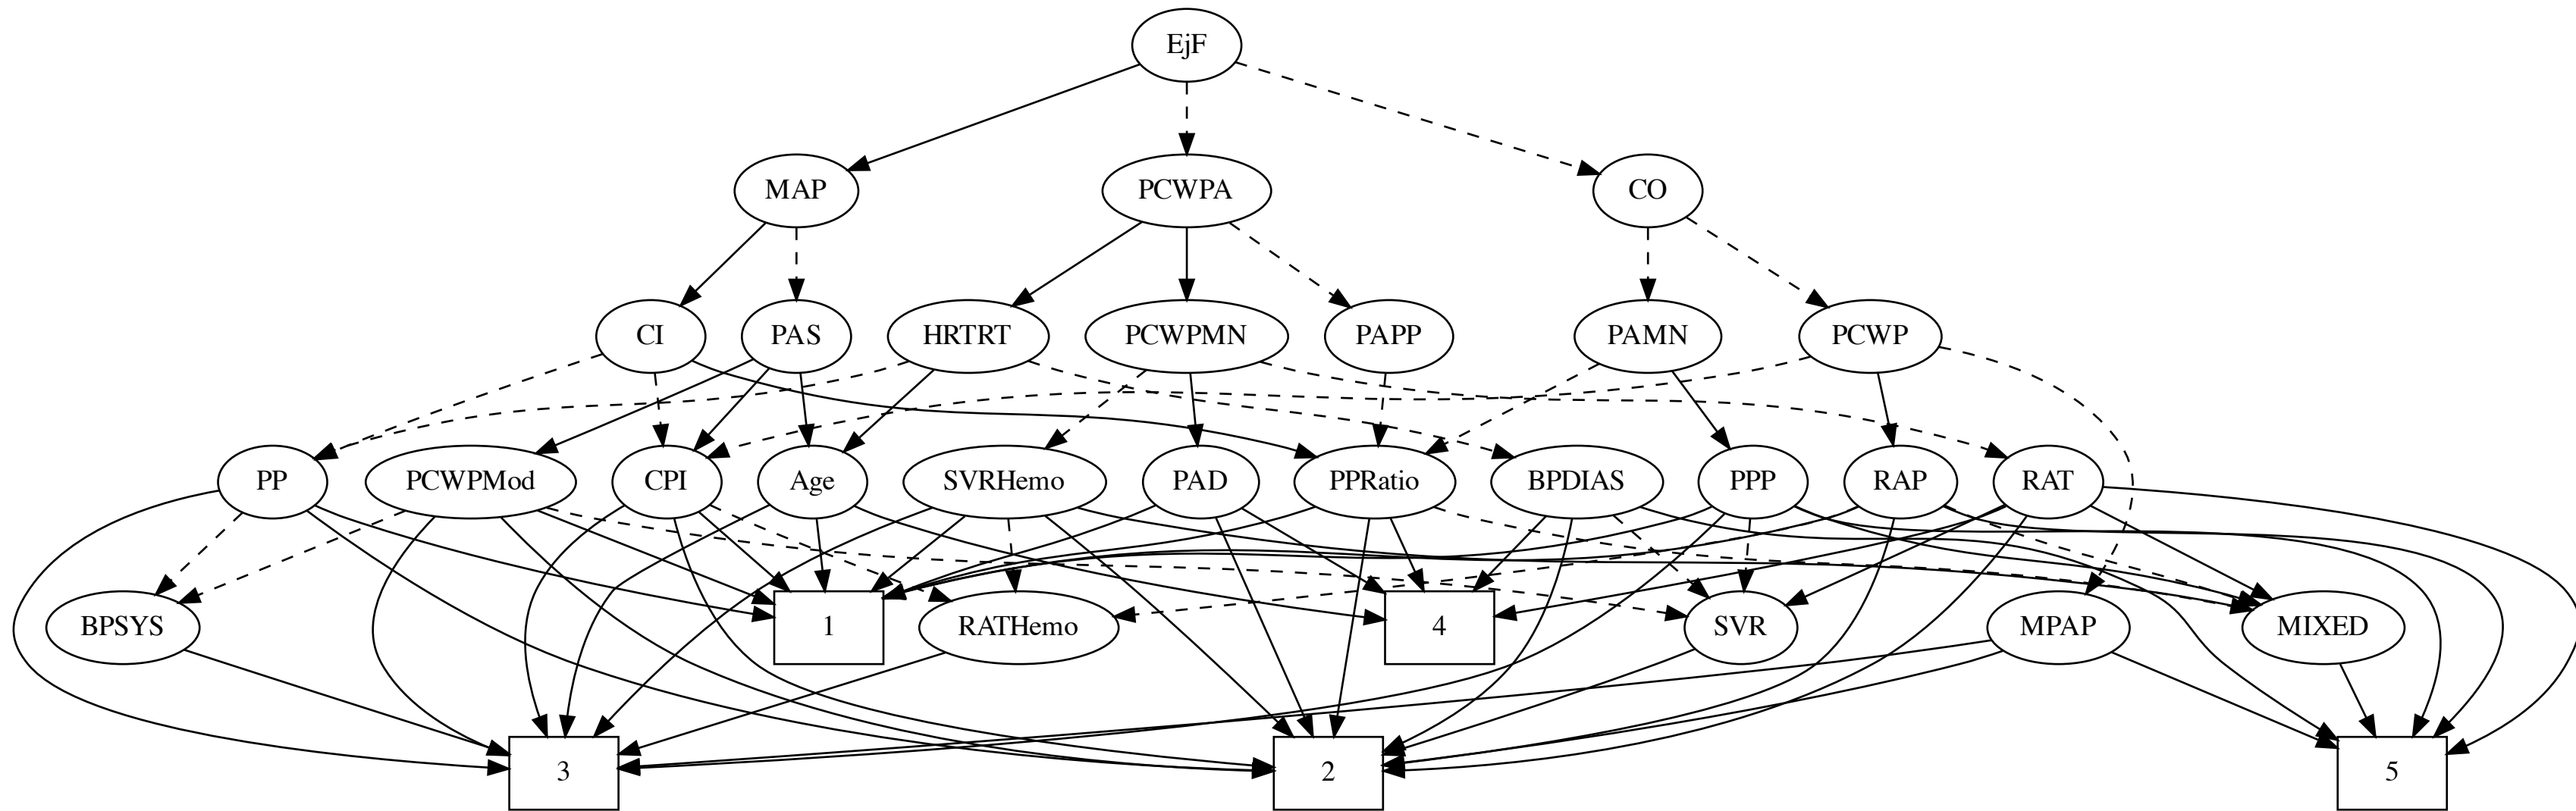 EjF
MAP
PCWPA
CO
CI
PAS
HRTRT
PCWPMN
PAPP
PAMN
PCWP
PP
PCWPMod
CPI
Age
SVRHemo
PAD
PPRatio
BPDIAS
PPP
RAP
RAT
BPSYS
1
RATHemo
4
SVR
MPAP
MIXED
3
2
5